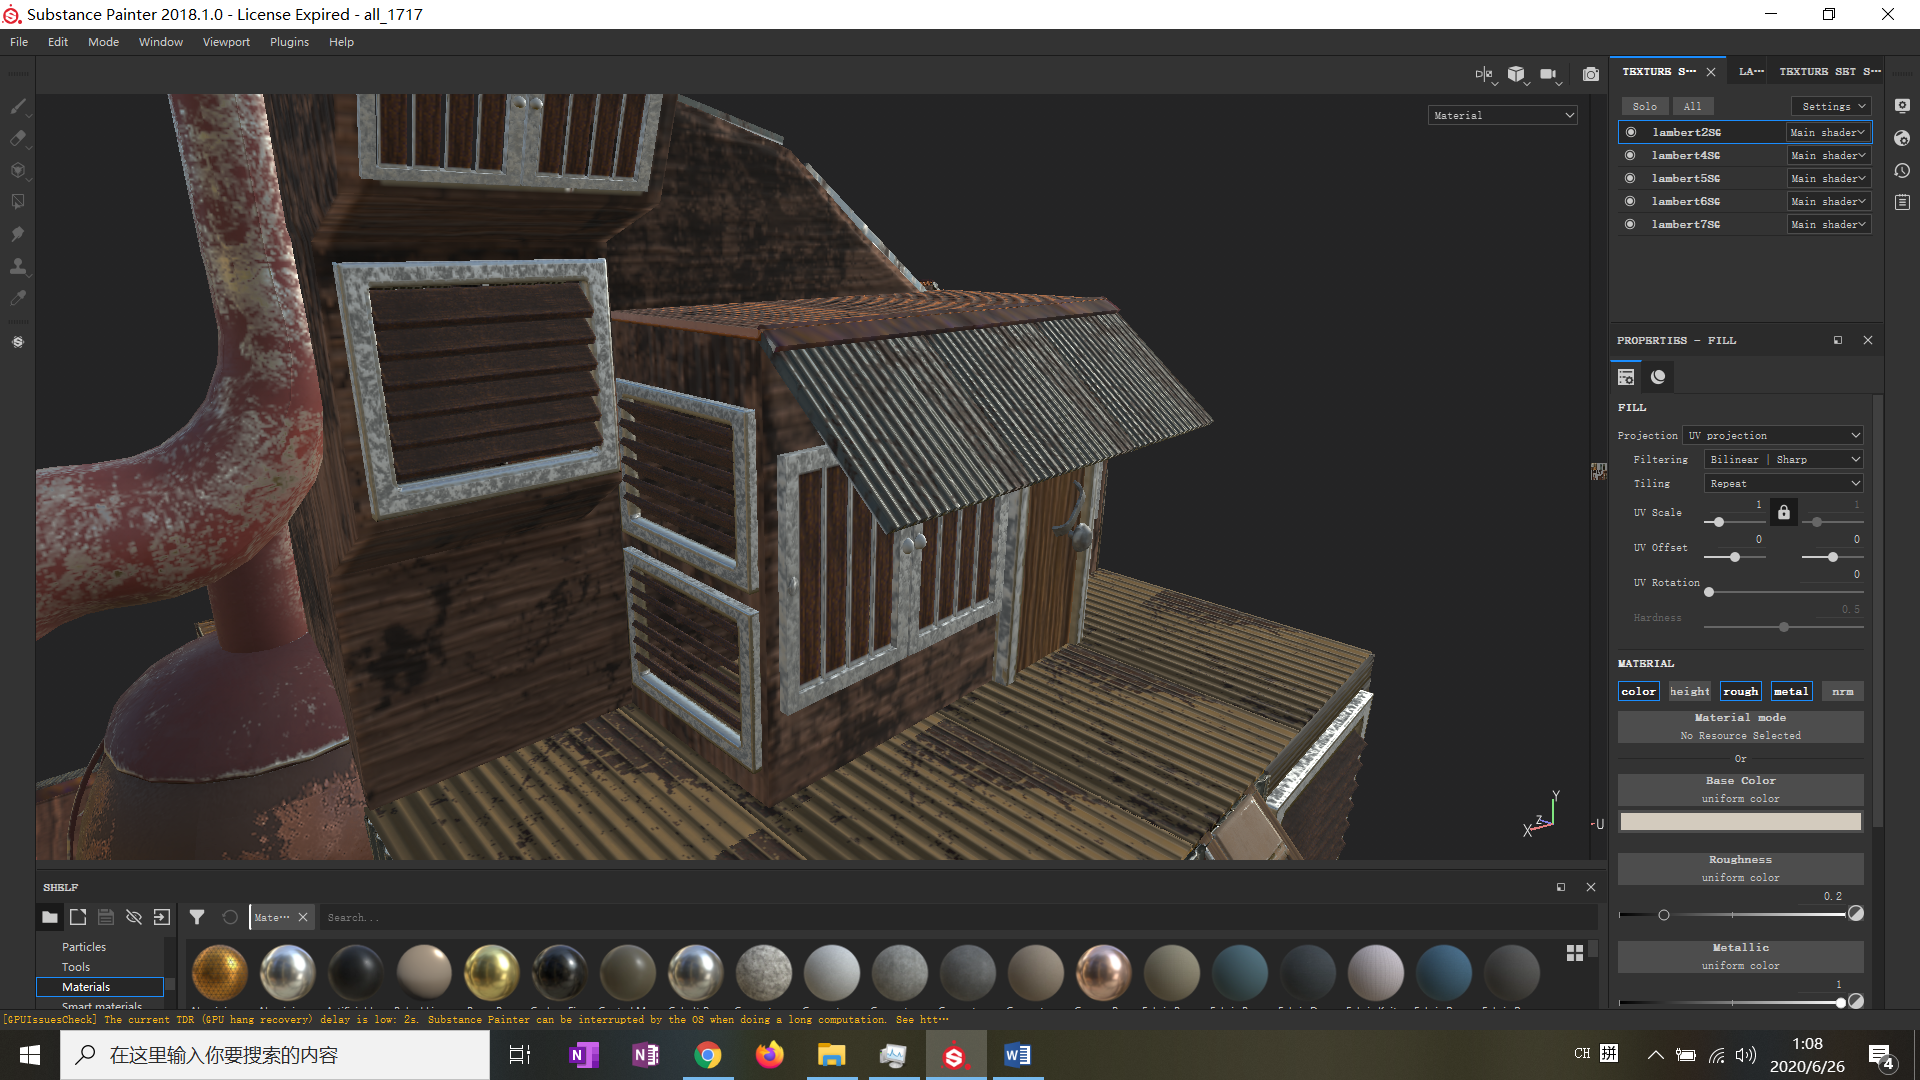 Substance Painter 2018.1.0 - License Expired - all_1717
File Edit Mode Window Viewport Plugins Help
Material
TEXTURE S··· LA··· TEXTURE SET S···
Solo All Settings
lambert2SG Main shader
lambert4SG Main shader
lambert5SG Main shader
lambert6SG Main shader
lambert7SG Main shader
PROPERTIES - FILL
FILL
Projection UV projection
Filtering Bilinear | Sharp
Tiling Repeat
UV Scale 1 1
UV Offset 0 0
UV Rotation 0
Hardness 0.5
MATERIAL
color height rough metal nrm
Material mode
No Resource Selected
Or
Base Color
uniform color
Roughness
uniform color
0.2
Metallic
uniform color
1
Y
Z
X
U
SHELF
Mate··· Search...
Particles
Tools
Materials
Smart materials
[GPUIssuesCheck] The current TDR (GPU hang recovery) delay is low: 2s. Substance Painter can be interrupted by the OS when doing a long computation. See htt···
在这里输入你要搜索的内容
CH 拼
1:08
2020/6/26
4